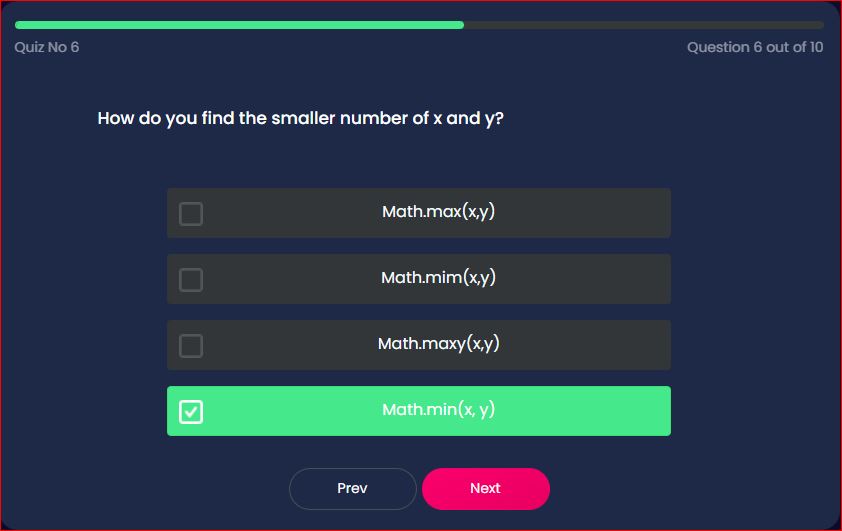 Quiz No 6
Question 6 out of 10
How do you find the smaller number of x and y?
Math.max(x,y)
Math.mim(x,y)
Math.maxy(x,y)
Math.min(x, y)
Prev
Next